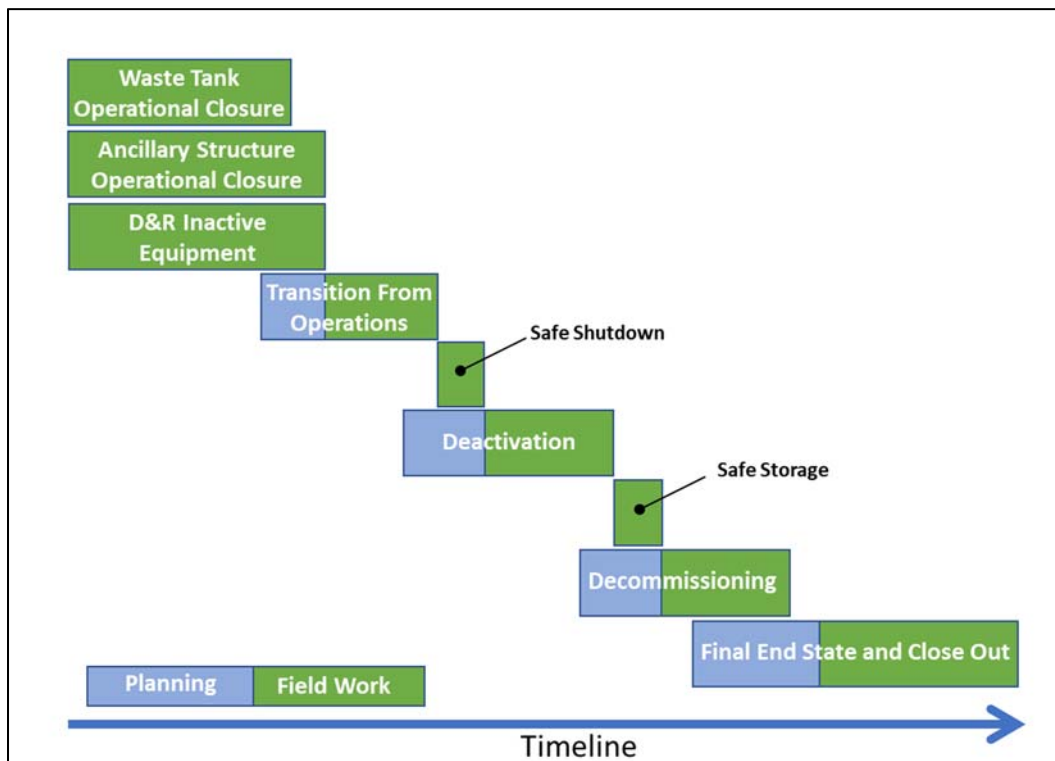 Waste Tank
Operational Closure
Ancillary Structure
Operational Closure
D&R Inactive
Equipment
Transition From
Operations
Safe Shutdown
Deactivation
Safe Storage
Decommissioning
Final End State and Close Out
Planning
Field Work
Timeline